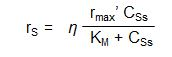 r_S = η r_max' C_Ss / K_M + C_Ss